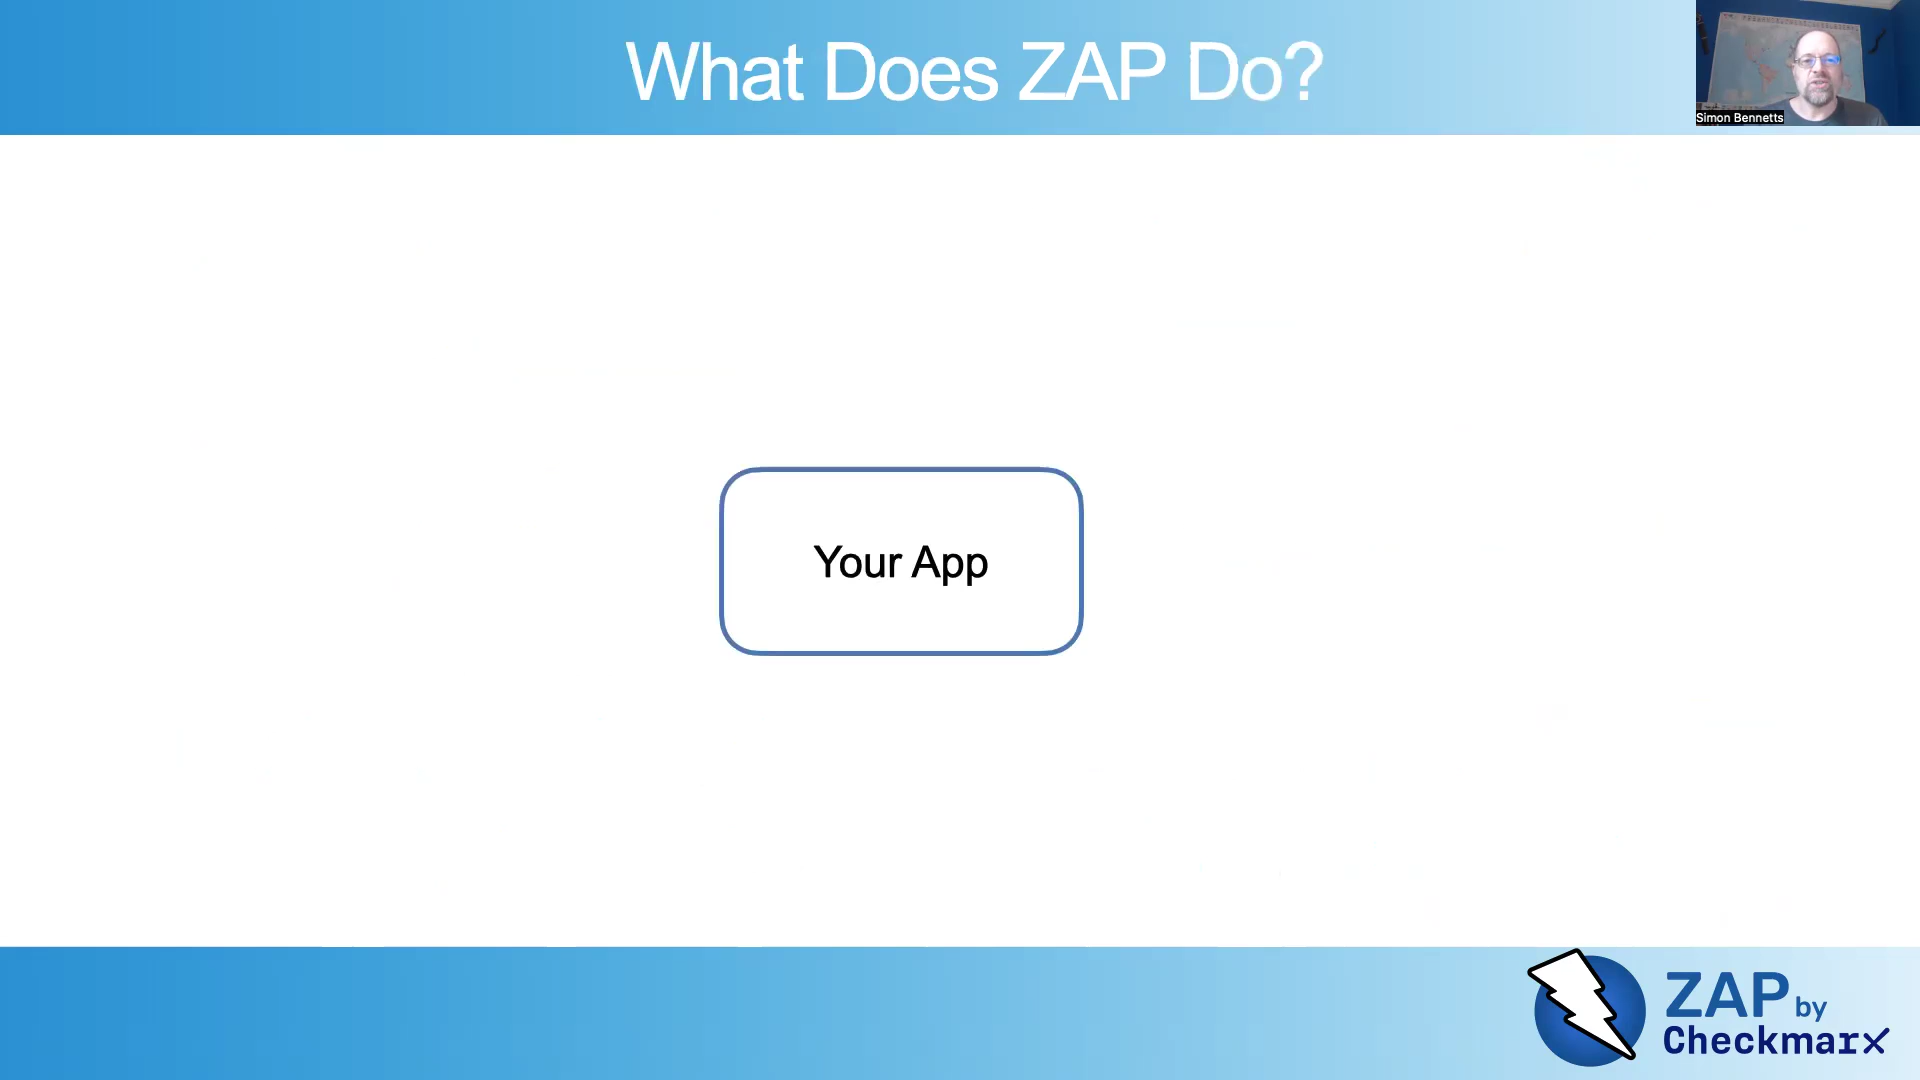 What Does ZAP Do?
Simon Bennetts
Your App
ZAP by
Checkmarx